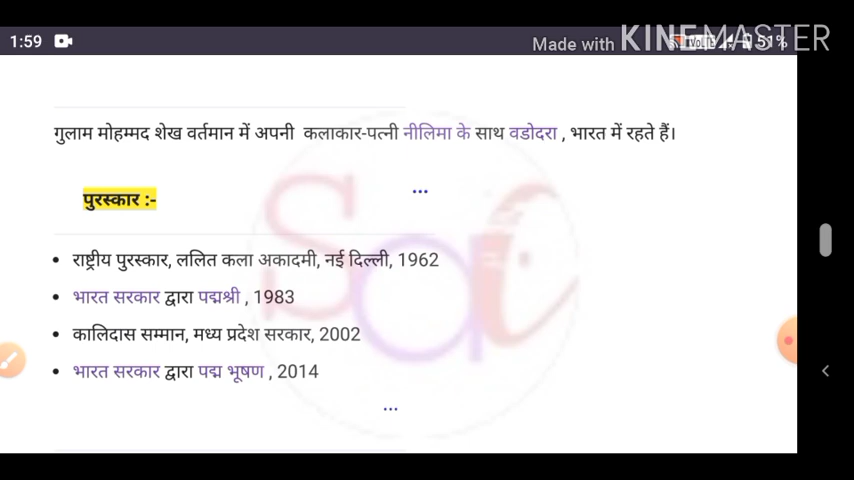 1:59
Made with KINEMASTER
51%
गुलाम मोहम्मद शेख वर्तमान में अपनी कलाकार-पत्नी नीलिमा के साथ वडोदरा , भारत में रहते हैं।
...
पुरस्कार :-
• राष्ट्रीय पुरस्कार, ललित कला अकादमी, नई दिल्ली, 1962
• भारत सरकार द्वारा पद्मश्री , 1983
• कालिदास सम्मान, मध्य प्रदेश सरकार, 2002
• भारत सरकार द्वारा पद्म भूषण , 2014
...